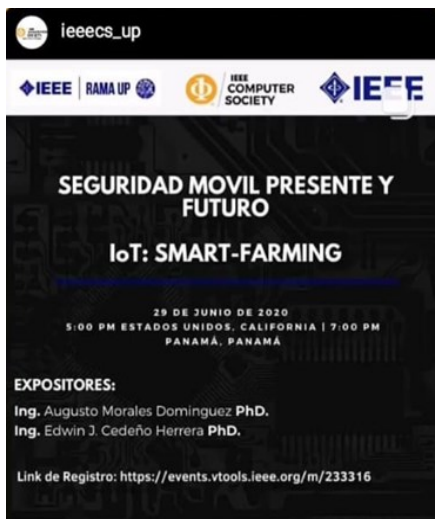 ieeecs_up
IEEE RAMA UP IEEE COMPUTER SOCIETY IEEE
SEGURIDAD MOVIL PRESENTE Y
FUTURO
IoT: SMART-FARMING
29 DE JUNIO DE 2020
5:00 PM ESTADOS UNIDOS, CALIFORNIA | 7:00 PM
PANAMÁ, PANAMÁ
EXPOSITORES:
Ing. Augusto Morales Dominguez PhD.
Ing. Edwin J. Cedeño Herrera PhD.
Link de Registro: https://events.vtools.ieee.org/m/233316